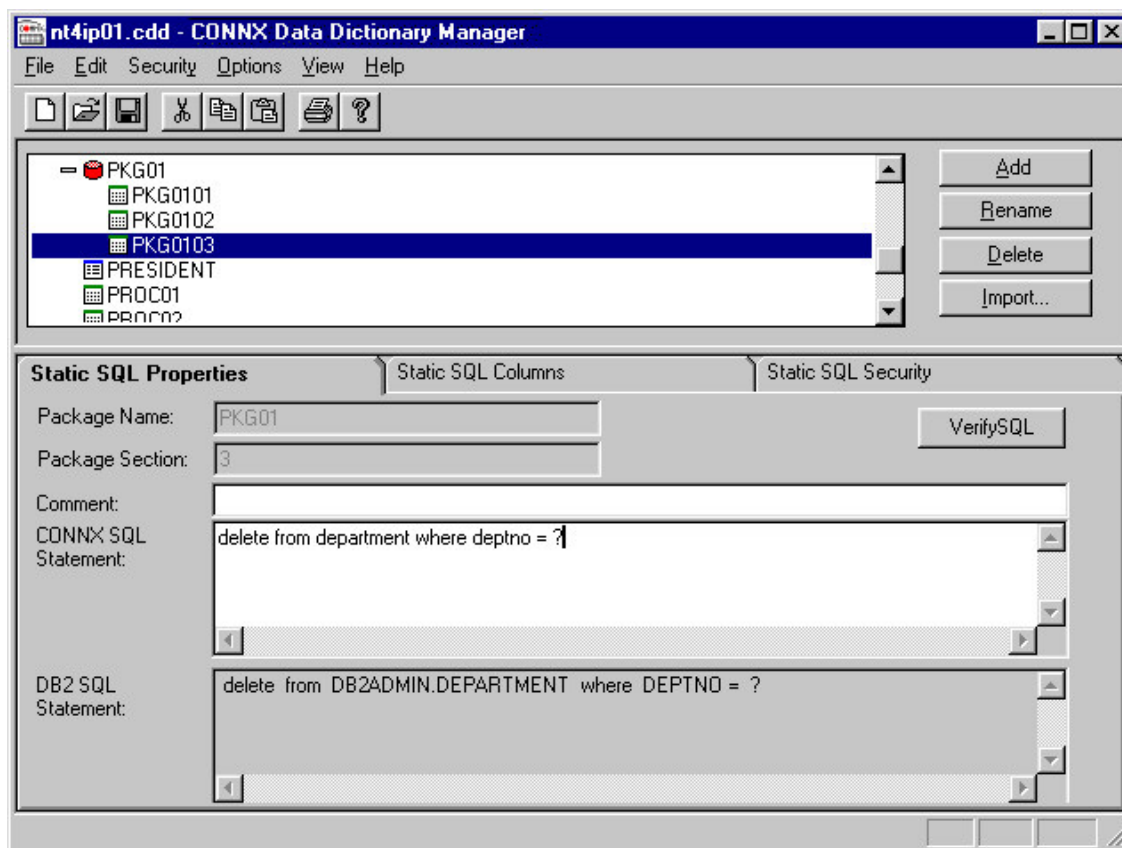 nt4ip01.cdd - CONNX Data Dictionary Manager
File Edit Security Options View Help
PKG01
PKG0101
PKG0102
PKG0103
PRESIDENT
PROC01
PROC02
Add
Rename
Delete
Import...
Static SQL Properties Static SQL Columns Static SQL Security
Package Name: PKG01 VerifySQL
Package Section: 3
Comment:
CONNX SQL Statement: delete from department where deptno = ?
DB2 SQL Statement: delete from DB2ADMIN.DEPARTMENT where DEPTNO = ?